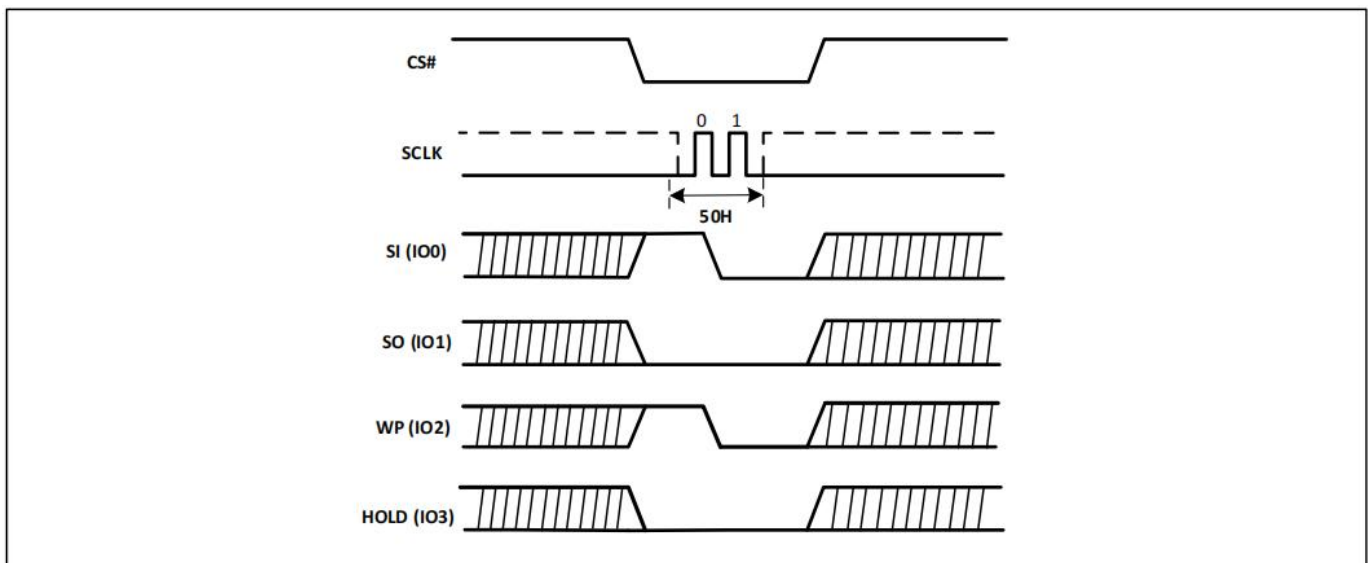 CS#
0 1
SCLK
50H
SI (IO0)
SO (IO1)
WP (IO2)
HOLD (IO3)